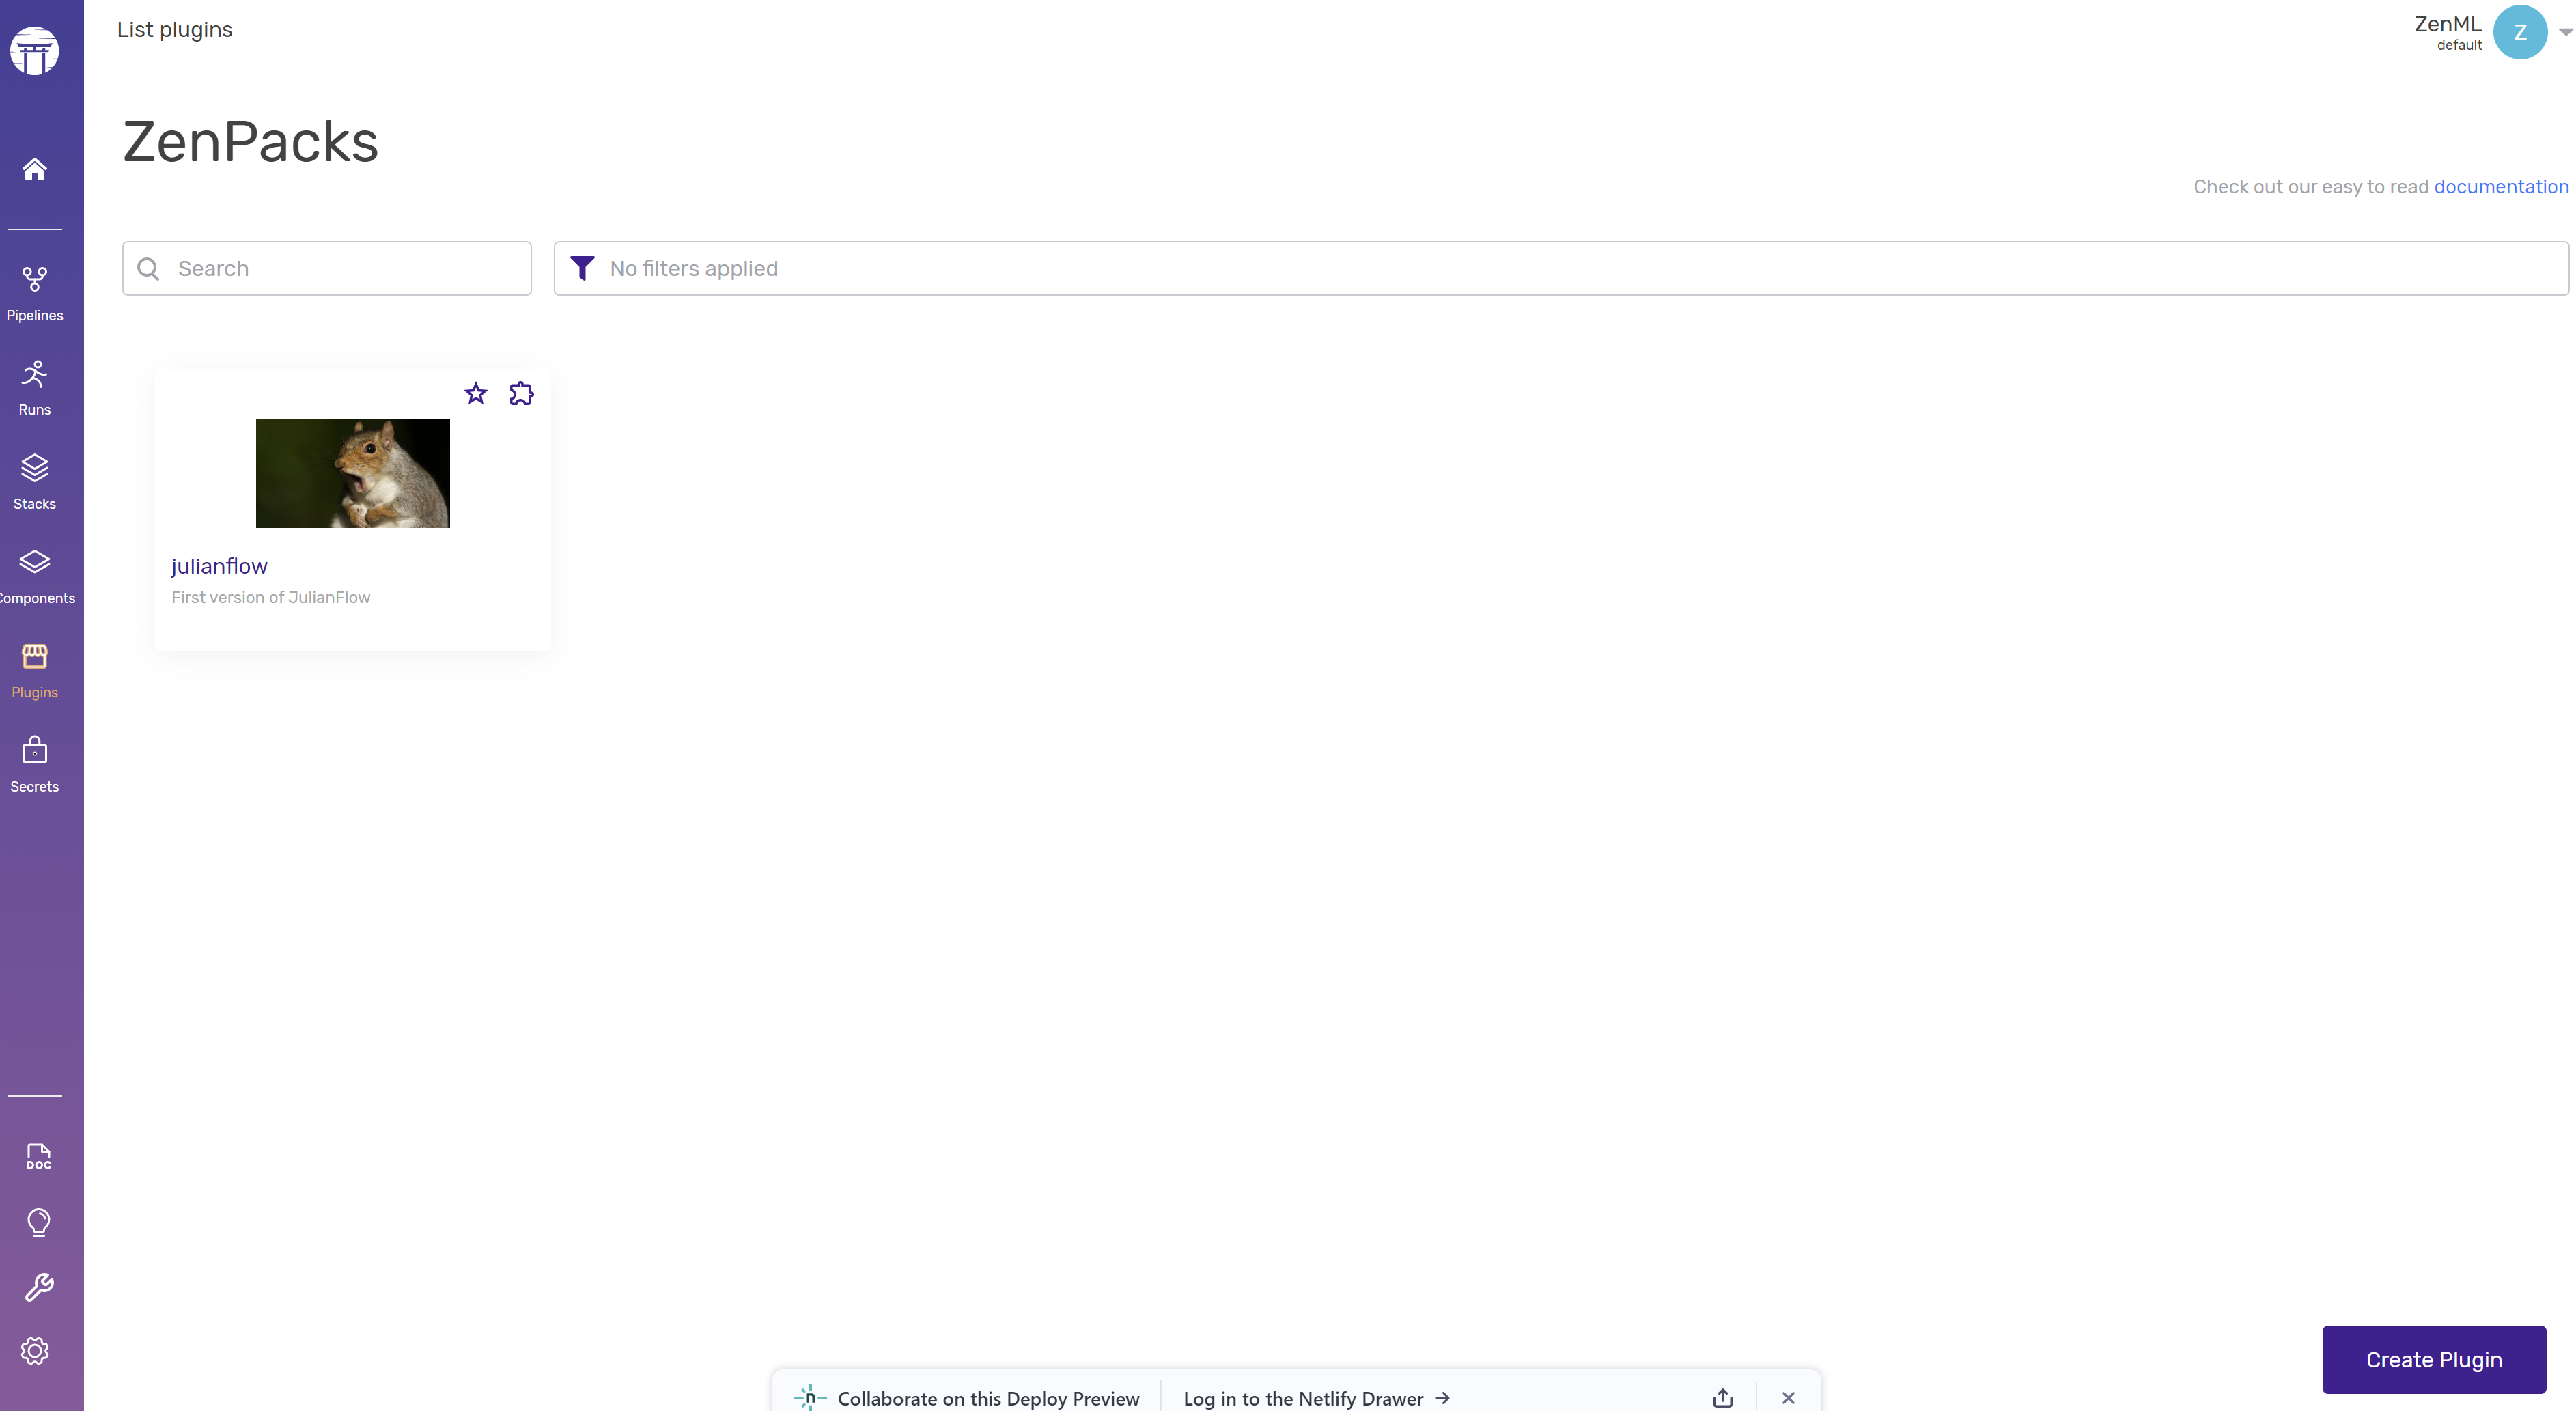 List plugins
ZenML
default
Z
ZenPacks
Check out our easy to read documentation
Search
No filters applied
Pipelines
Runs
Stacks
Components
Plugins
Secrets
julianflow
First version of JulianFlow
DOC
Create Plugin
n
Collaborate on this Deploy Preview
Log in to the Netlify Drawer →